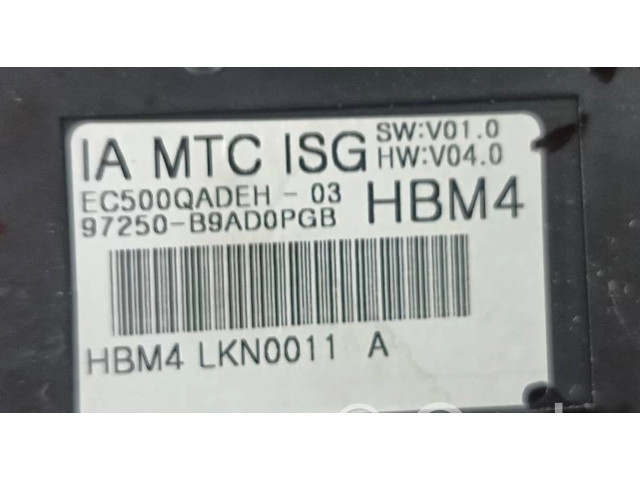 IA MTC ISG SW:V01.0
HW:V04.0
EC500QADEH - 03
97250-B9AD0PGB HBM4
HBM4 LKN0011 A